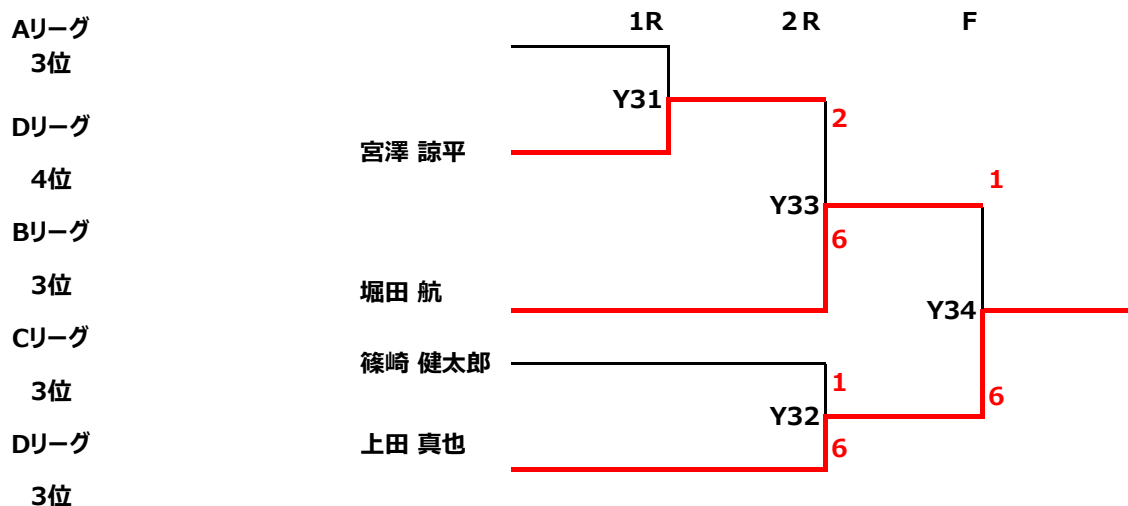 Aリーグ
3位
1R
2R
F
Y31
Dリーグ
4位
宮澤 諒平
2
1
Y33
Bリーグ
3位
堀田 航
6
Y34
Cリーグ
3位
篠崎 健太郎
1
6
Y32
Dリーグ
3位
上田 真也
6